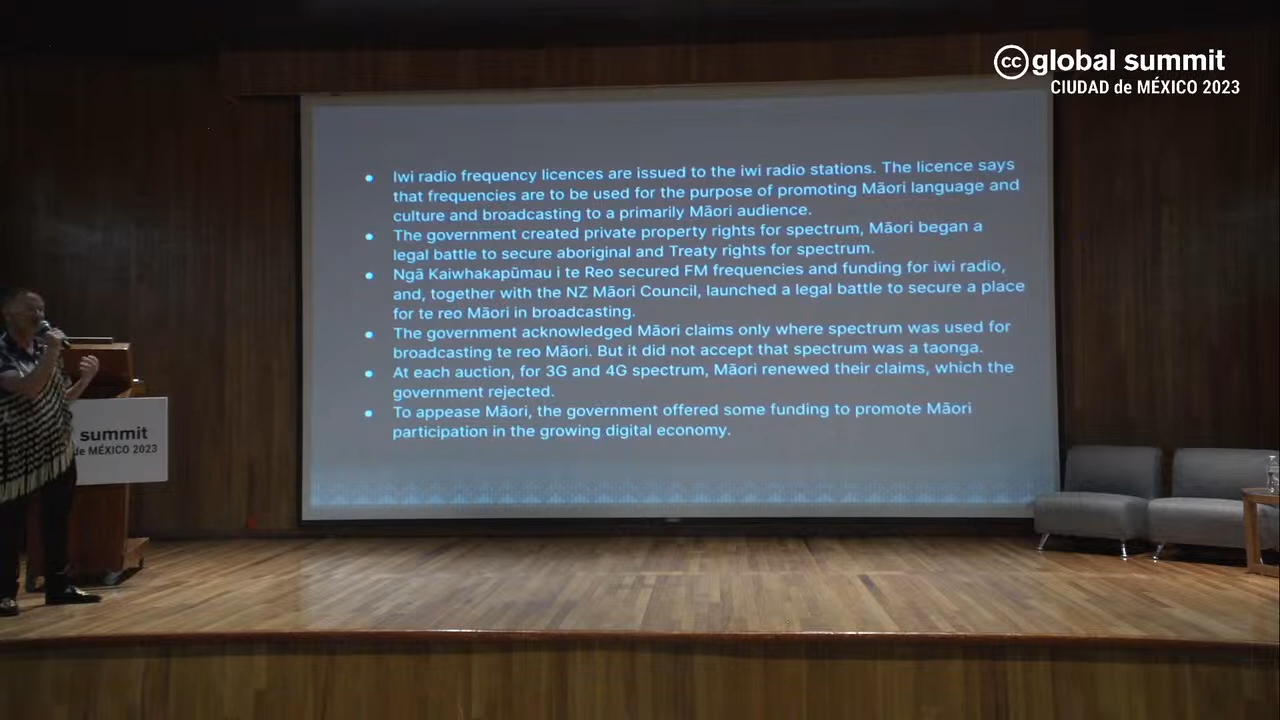 cc global summit
CIUDAD de MÉXICO 2023
• Iwi radio frequency licences are issued to the iwi radio stations. The licence says
that frequencies are to be used for the purpose of promoting Māori language and
culture and broadcasting to a primarily Māori audience.
• The government created private property rights for spectrum, Māori began a
legal battle to secure aboriginal and Treaty rights for spectrum.
• Ngā Kaiwhakapūmau i te Reo secured FM frequencies and funding for iwi radio,
and, together with the NZ Māori Council, launched a legal battle to secure a place
for te reo Māori in broadcasting.
• The government acknowledged Māori claims only where spectrum was used for
broadcasting te reo Māori. But it did not accept that spectrum was a taonga.
• At each auction, for 3G and 4G spectrum, Māori renewed their claims, which the
government rejected.
• To appease Māori, the government offered some funding to promote Māori
participation in the growing digital economy.
summit
de MÉXICO 2023